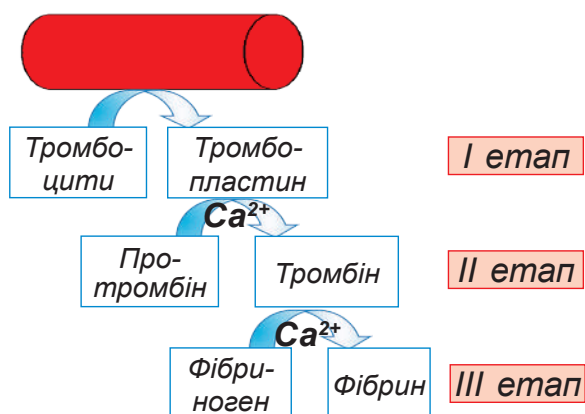 Тромбо-
цити
Тромбо-
пластин
I етап
Ca²⁺
Про-
тромбін
Тромбін
II етап
Ca²⁺
Фібри-
ноген
Фібрин
III етап